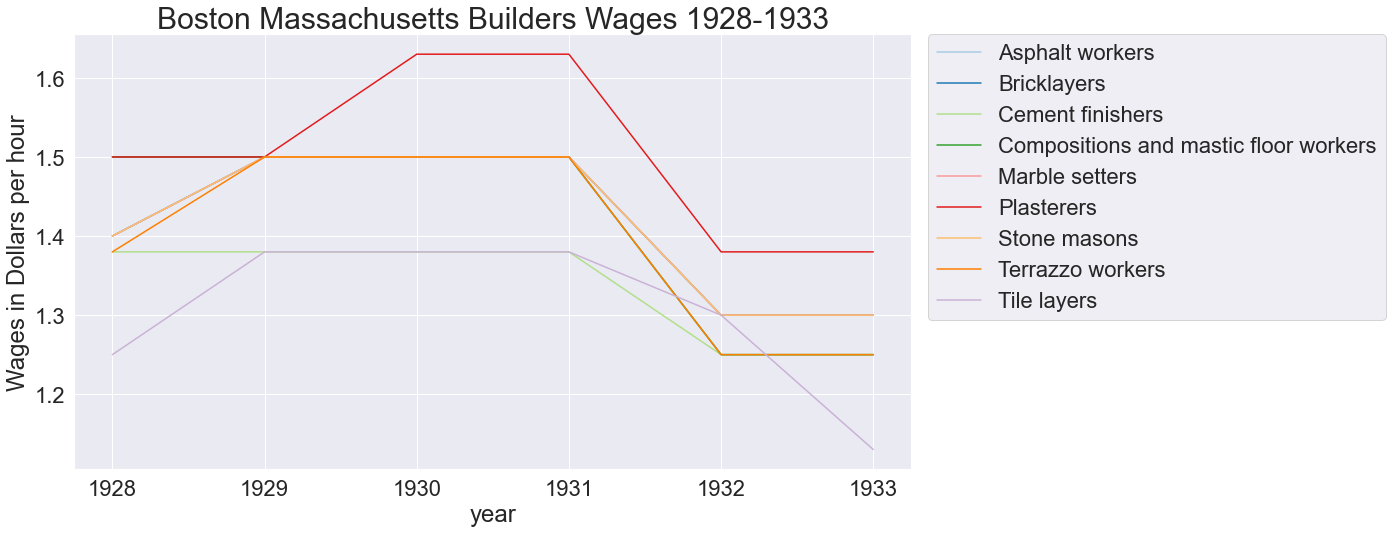 Boston Massachusetts Builders Wages 1928-1933
Wages in Dollars per hour
1.6
1.5
1.4
1.3
1.2
1928 1929 1930 1931 1932 1933
year
Asphalt workers
Bricklayers
Cement finishers
Compositions and mastic floor workers
Marble setters
Plasterers
Stone masons
Terrazzo workers
Tile layers